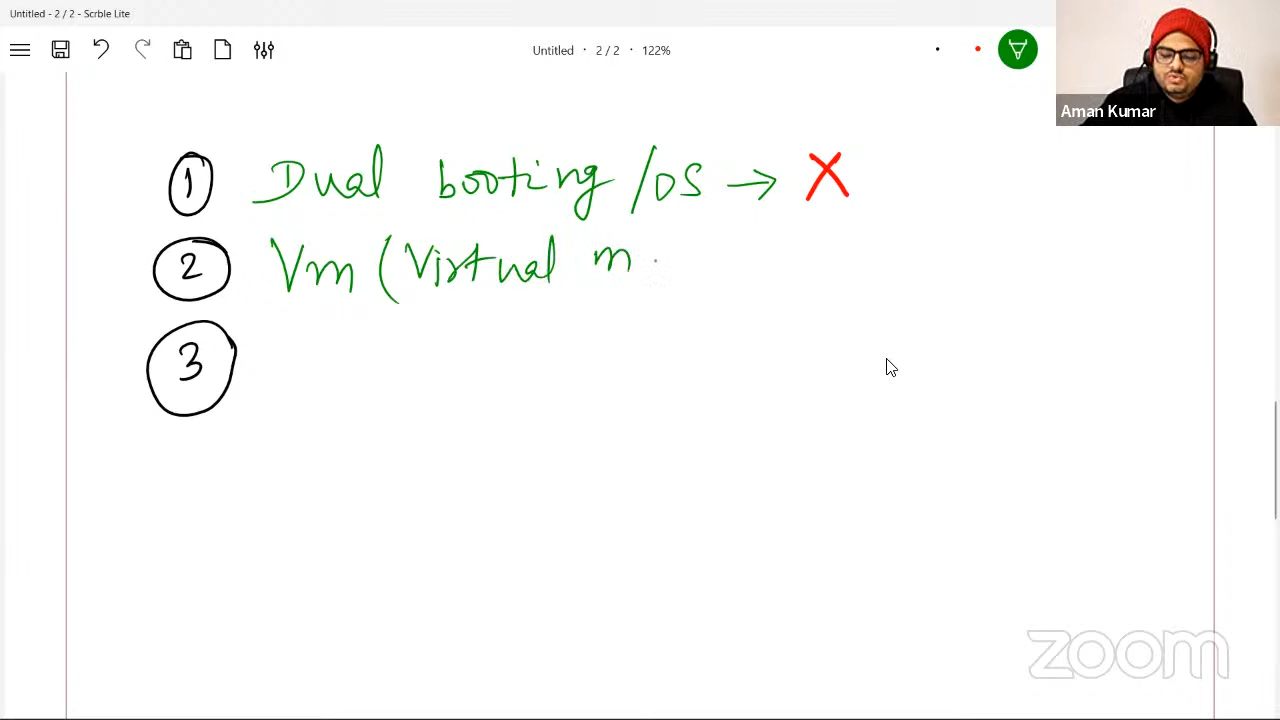 Untitled - 2 / 2 - Scrble Lite
Untitled · 2 / 2 · 122%
Aman Kumar
1 Dual booting /OS → X
2 Vm (Virtual m
3
zoom